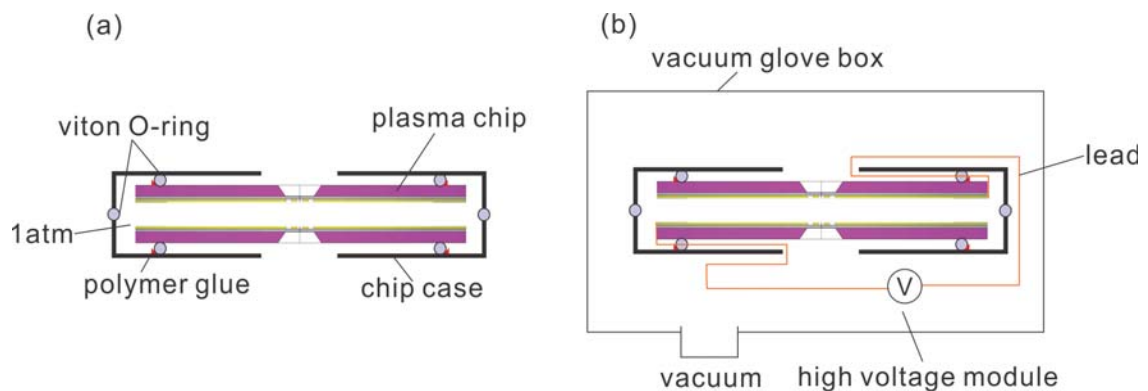 (a)
viton O-ring
plasma chip
1atm
polymer glue
chip case
(b)
vacuum glove box
lead
V
vacuum
high voltage module